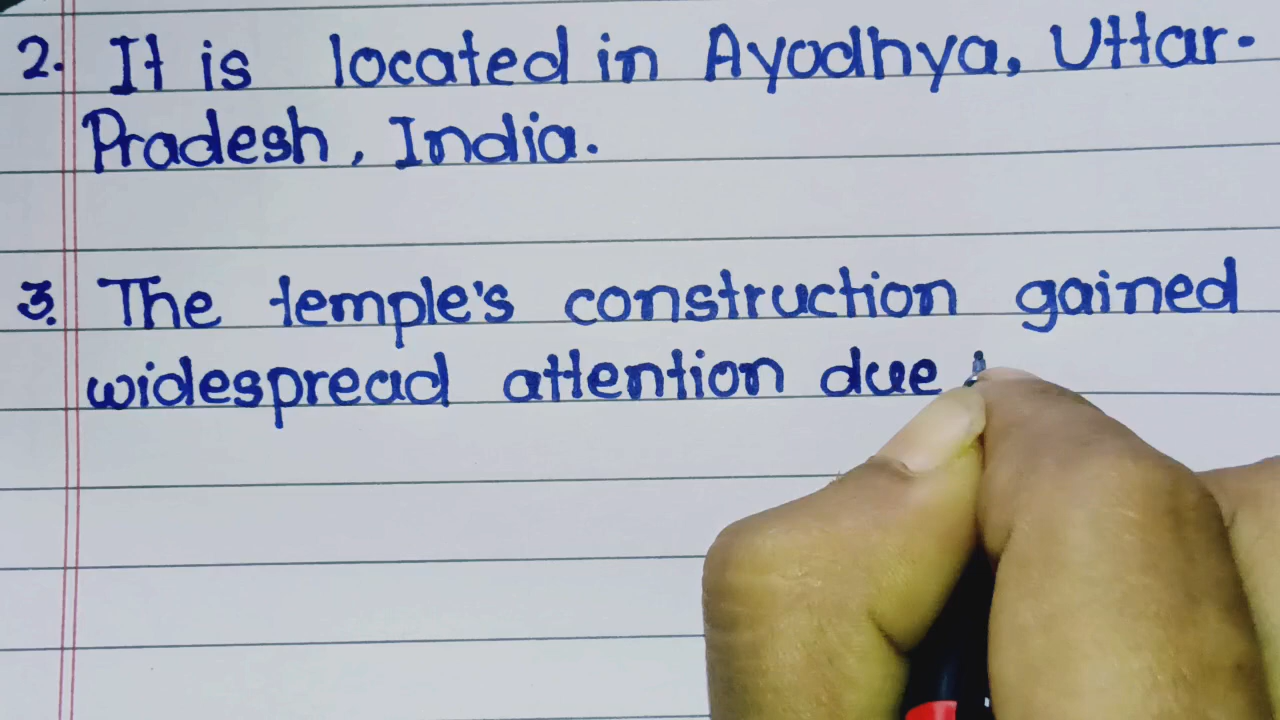 2. It is located in Ayodhya, Uttar-
Pradesh, India.
3. The temple's construction gained
widespread attention due